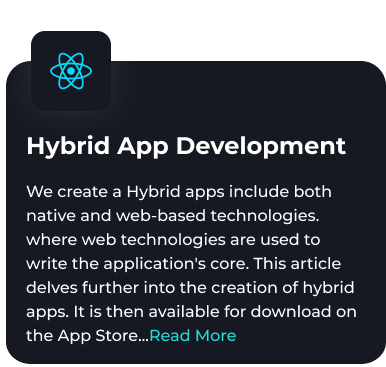 Hybrid App Development
We create a Hybrid apps include both
native and web-based technologies.
where web technologies are used to
write the application's core. This article
delves further into the creation of hybrid
apps. It is then available for download on
the App Store...Read More